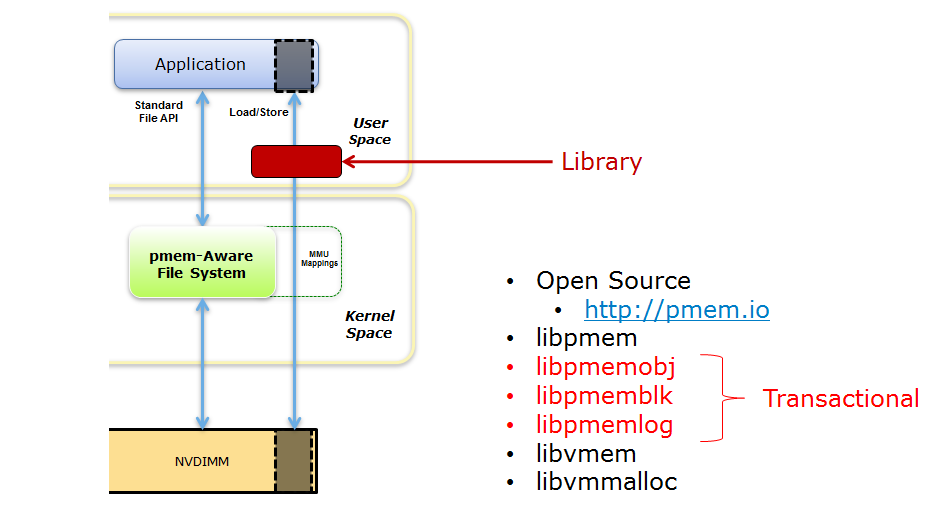 Application
Standard
File API
Load/Store
User
Space
Library
pmem-Aware
File System
MMU
Mappings
Kernel
Space
NVDIMM
• Open Source
• http://pmem.io
• libpmem
• libpmemobj
• libpmemblk
• libpmemlog
Transactional
• libvmem
• libvmmalloc